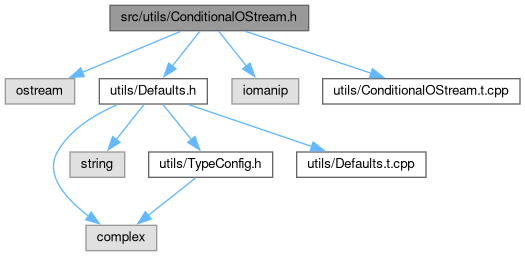 src/utils/ConditionalOStream.h
ostream
utils/Defaults.h
iomanip
utils/ConditionalOStream.t.cpp
string
utils/TypeConfig.h
utils/Defaults.t.cpp
complex